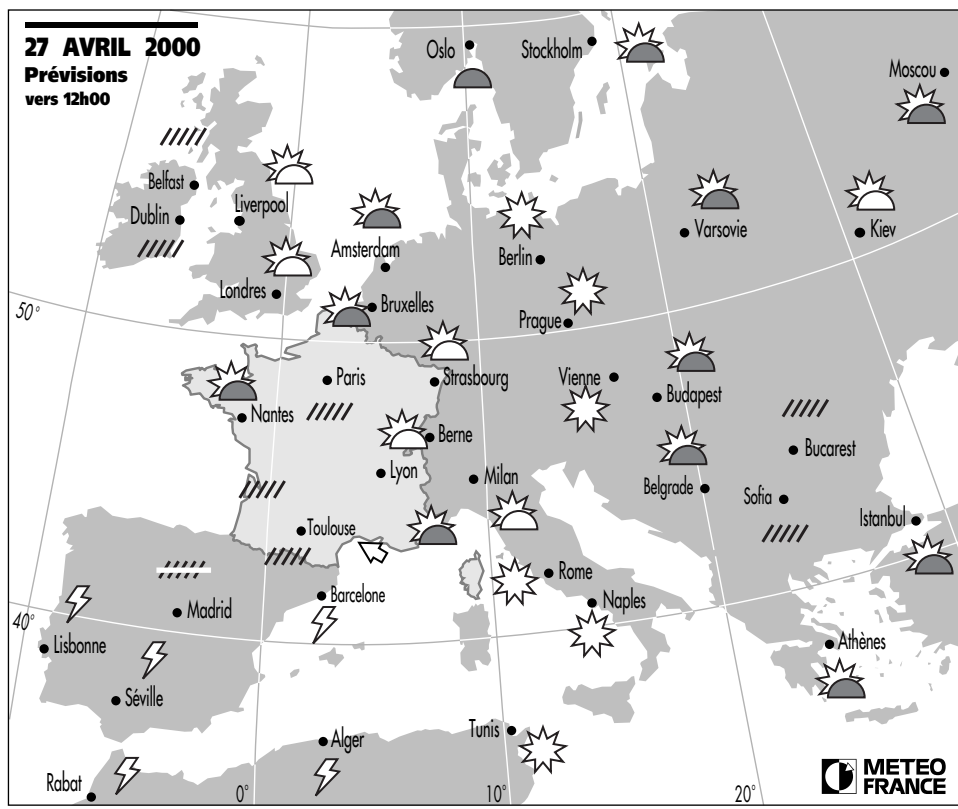 27 AVRIL 2000
Prévisions
vers 12h00
Oslo
Stockholm
Moscou
Belfast
Dublin
Liverpool
Amsterdam
Berlin
Varsovie
Kiev
Londres
Bruxelles
Prague
50°
Paris
Strasbourg
Vienne
Budapest
Nantes
Berne
Bucarest
Lyon
Milan
Belgrade
Sofia
Istanbul
Toulouse
Rome
Barcelone
Naples
Madrid
40°
Lisbonne
Athènes
Séville
Alger
Tunis
Rabat
0°
10°
20°
METEO
FRANCE